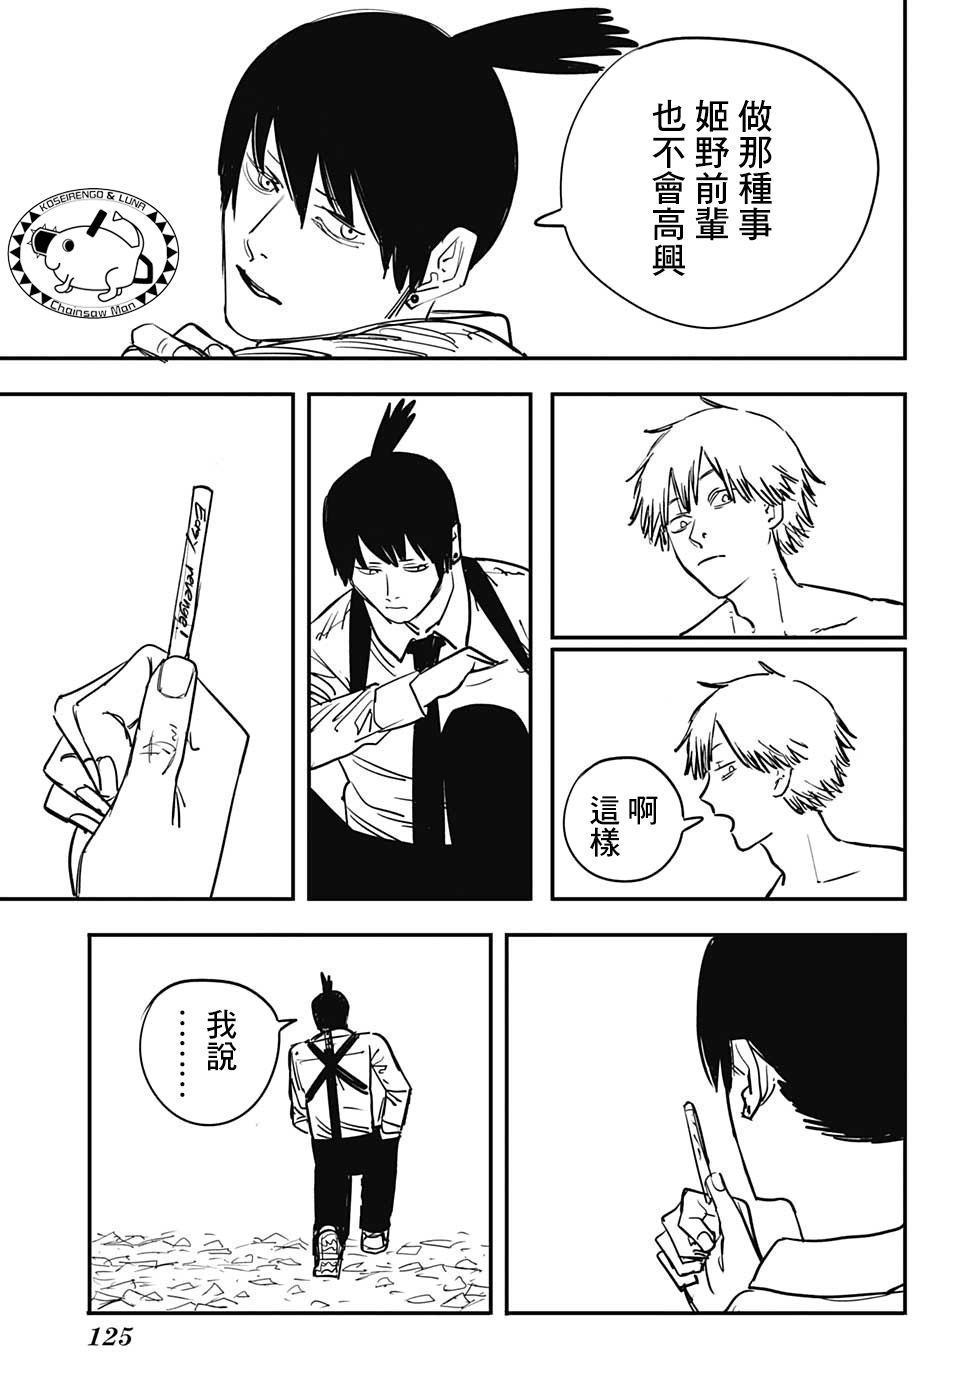 做那種事
姬野前輩
也不會高興
KOSEIRENGO & LUNA
Chainsaw Man
Easy revenge!
啊
這樣
我說
………
125